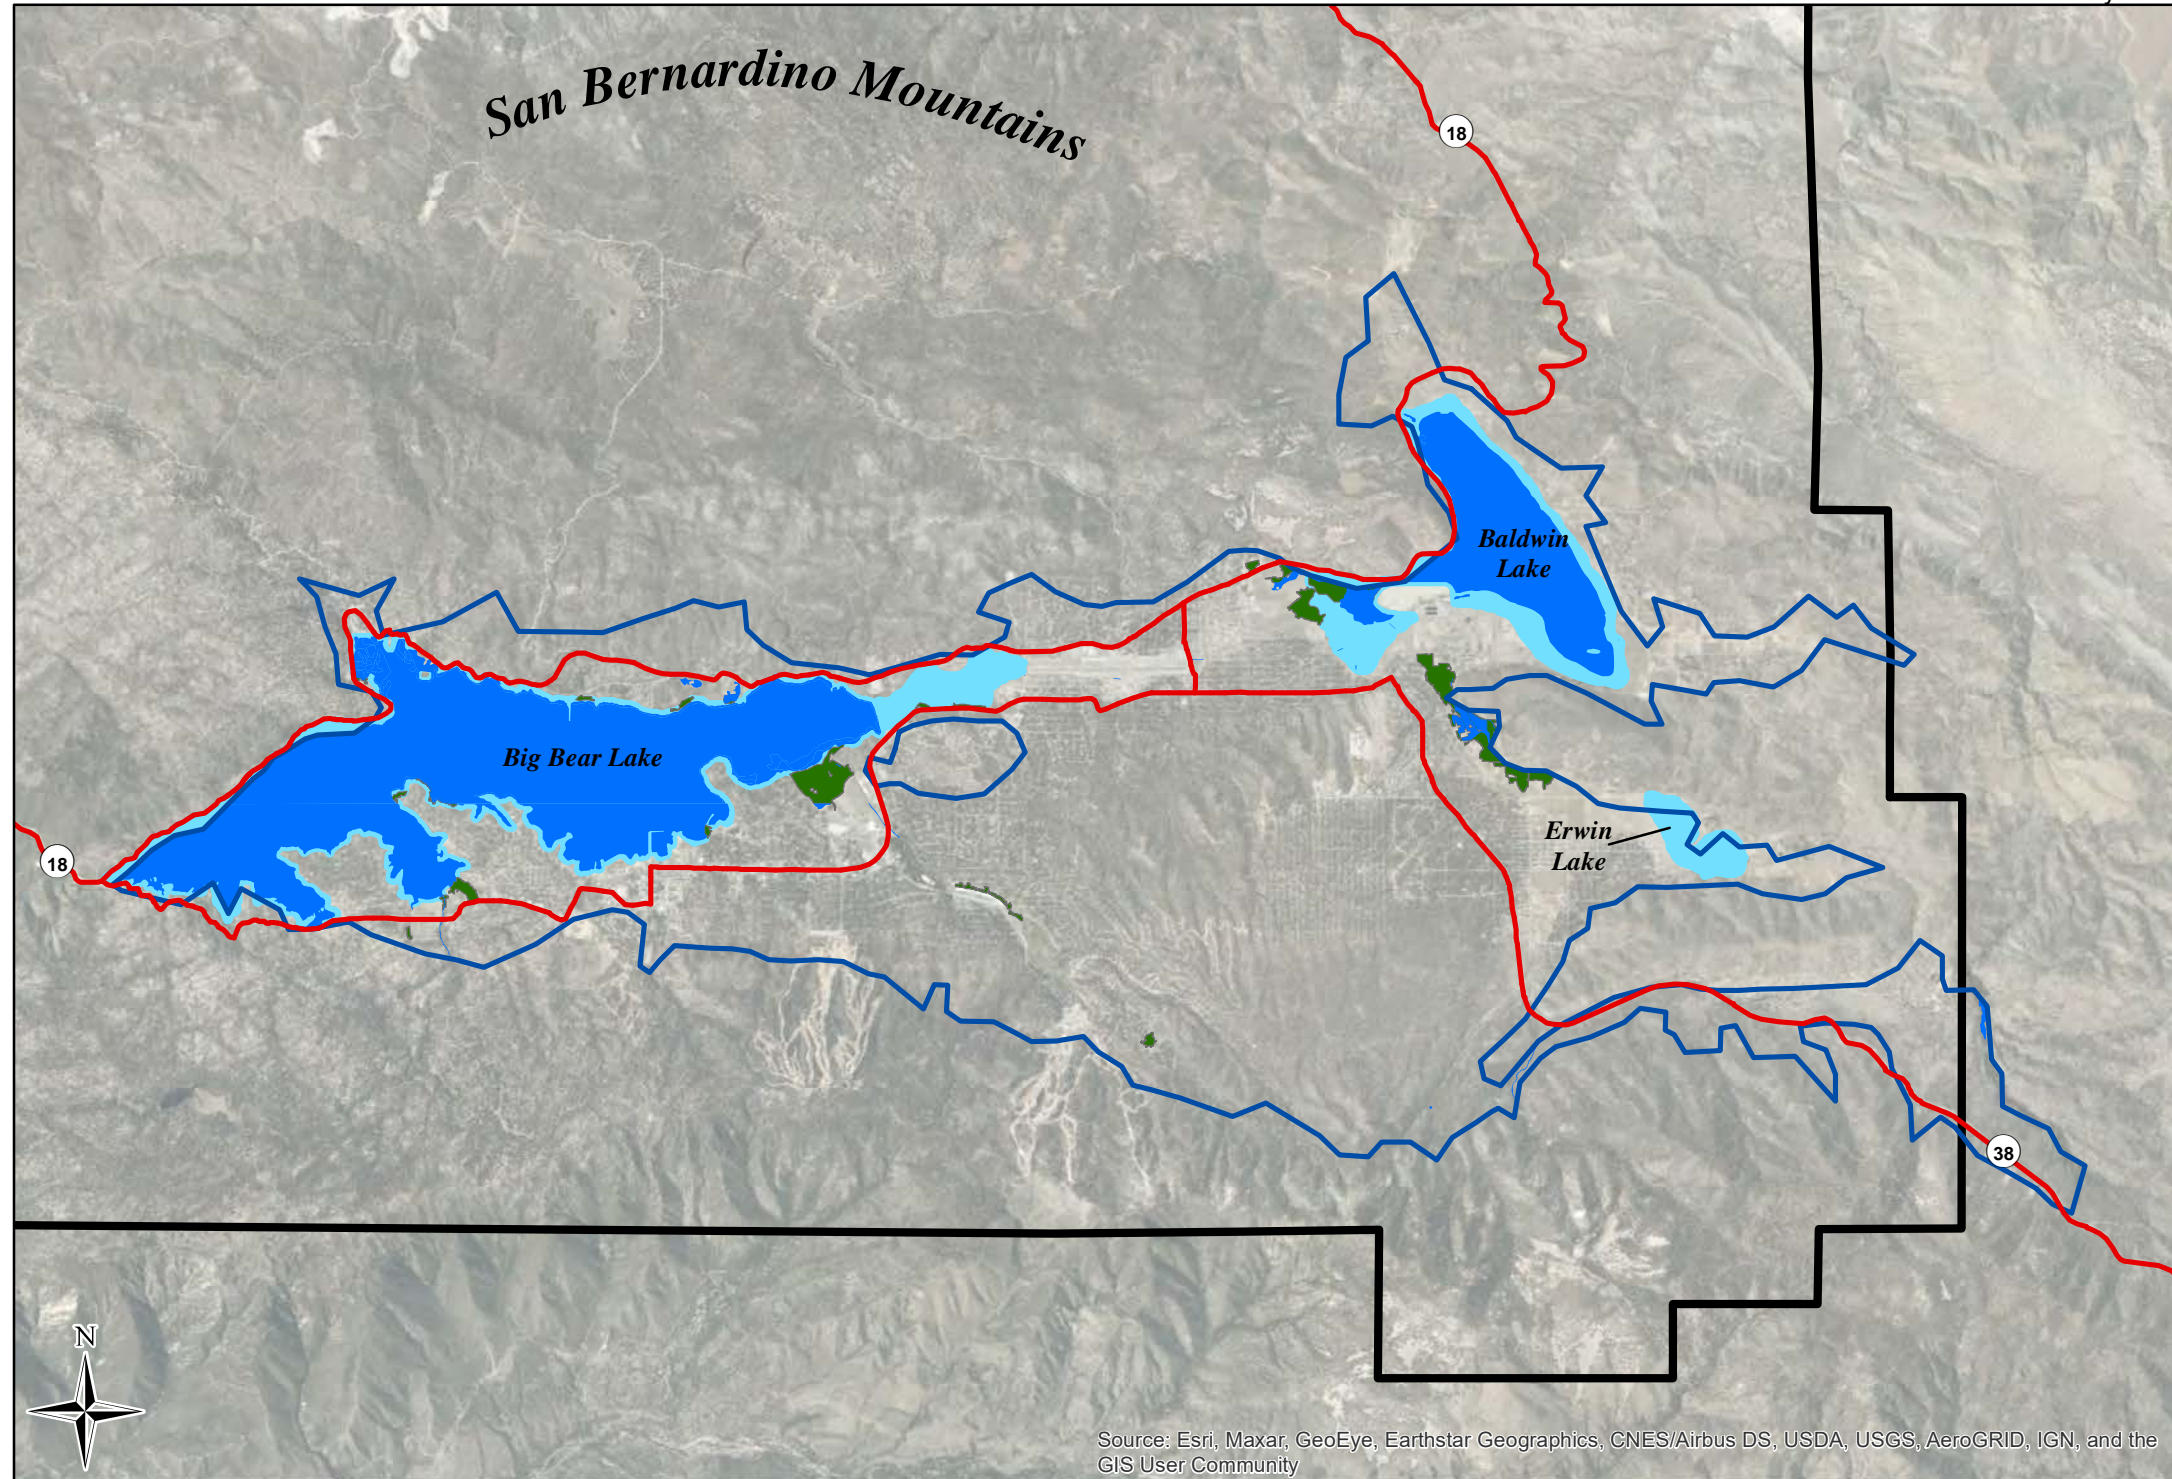 San Bernardino Mountains
18
Baldwin
Lake
Big Bear Lake
Erwin
Lake
18
38
N
Source: Esri, Maxar, GeoEye, Earthstar Geographics, CNES/Airbus DS, USDA, USGS, AeroGRID, IGN, and the
GIS User Community